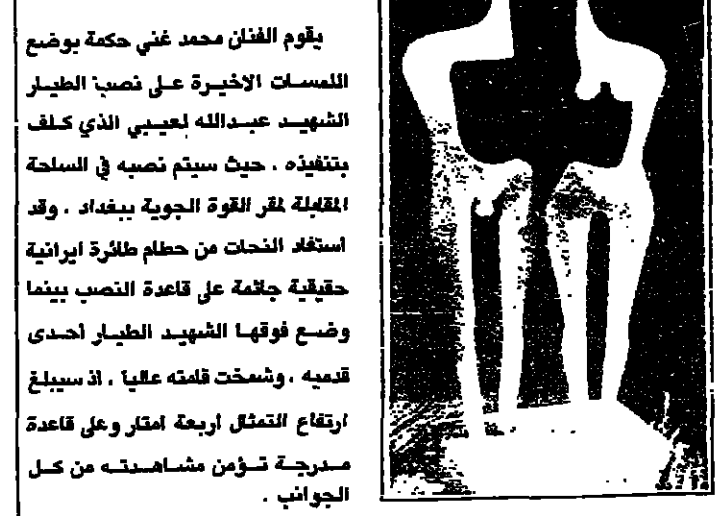 يقوم الفنان محمد غني حكمة بوضع
اللمسات الاخيرة على نصب الطيار
الشهيد عبدالله لعيبي الذي كلف
بتنفيذه . حيث سيتم نصبه في الساحة
المقابلة لمقر القوة الجوية ببغداد . وقد
استفاد النحات من حطام طائرة ايرانية
حقيقية جاثمة على قاعدة النصب بينما
وضع فوقها الشهيد الطيار احدى
قدميه ، وشمخت قامته عاليا ، اذ سيبلغ
ارتفاع التمثال أربعة امتار وعلى قاعدة
مدرجة تؤمن مشاهدته من كل
الجوانب .